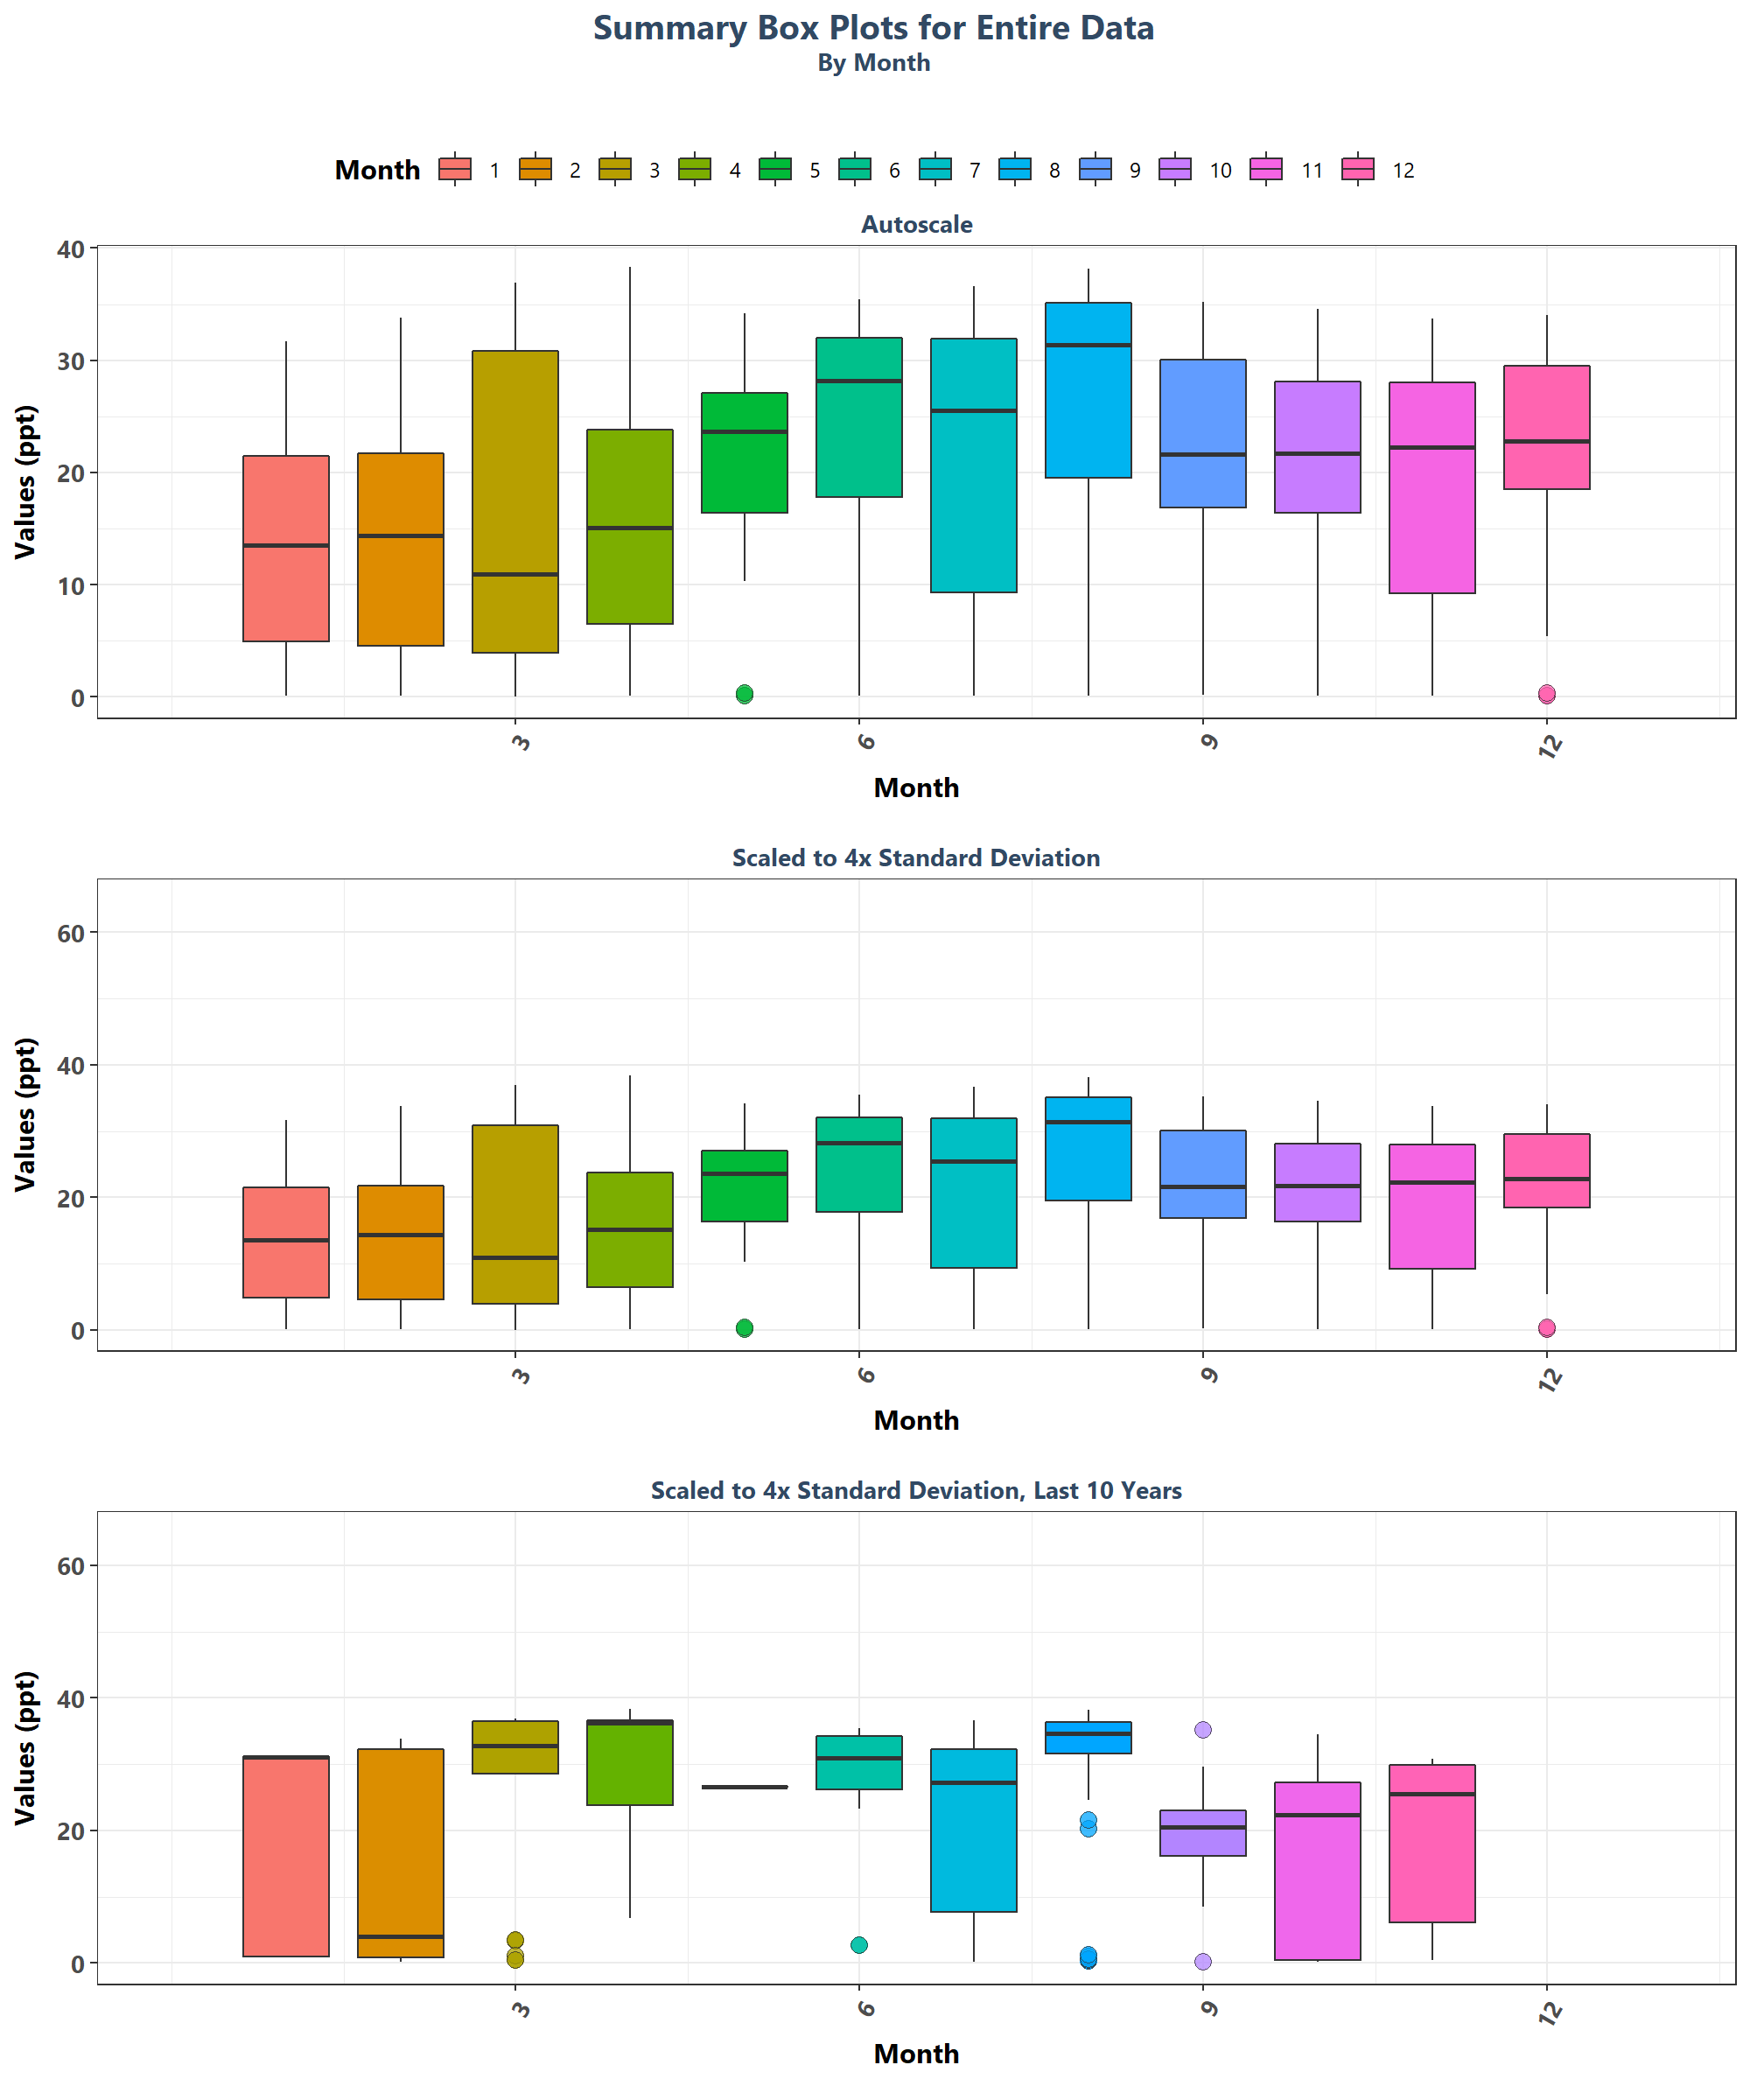 Summary Box Plots for Entire Data
By Month
Month 1 2 3 4 5 6 7 8 9 10 11 12
Autoscale
Values (ppt)
40
30
20
10
0
3 6 9 12
Month
Scaled to 4x Standard Deviation
Values (ppt)
60
40
20
0
3 6 9 12
Month
Scaled to 4x Standard Deviation, Last 10 Years
Values (ppt)
60
40
20
0
3 6 9 12
Month